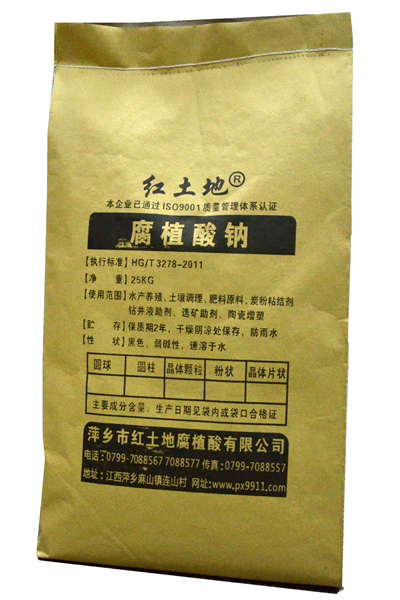 红土地®
本企业已通过ISO9001质量管理体系认证
腐植酸钠
【执行标准】HG/T 3278-2011
【净 重】25KG
【使用范围】水产养殖、土壤调理、肥料原料、炭粉粘结剂
钻井液助剂、选矿助剂、陶瓷增塑
【贮 存】保质期2年,干燥阴凉处保存,防雨水
【性 状】黑色,弱碱性,速溶于水
圆球 圆柱 晶体颗粒 粉状 晶体片状
主要成分含量、生产日期见袋内或袋口合格证
萍乡市红土地腐植酸有限公司
电话:0799-7088567 7088577 传真:0799-7088557
地址:江西萍乡麻山镇连山村 网址:www.px9911.com